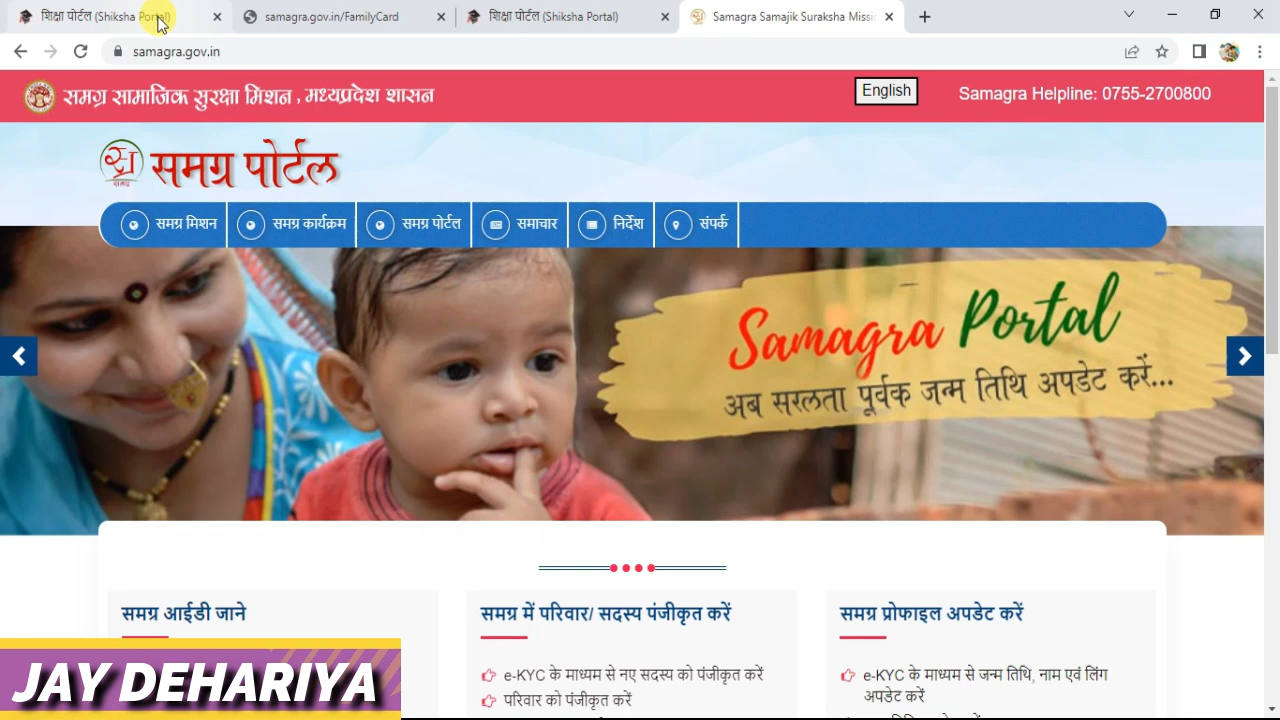 शिक्षा पोर्टल (Shiksha Portal)
samagra.gov.in/FamilyCard
शिक्षा पोर्टल (Shiksha Portal)
Samagra Samajik Suraksha Missi
samagra.gov.in
समग्र सामाजिक सुरक्षा मिशन , मध्यप्रदेश शासन
English
Samagra Helpline: 0755-2700800
समग्र पोर्टल
समग्र मिशन
समग्र कार्यक्रम
समग्र पोर्टल
समाचार
निर्देश
संपर्क
Samagra Portal
अब सरलता पूर्वक जन्म तिथि अपडेट करें...
समग्र आईडी जाने
समग्र में परिवार/ सदस्य पंजीकृत करें
e-KYC के माध्यम से नए सदस्य को पंजीकृत करें
परिवार को पंजीकृत करें
समग्र प्रोफाइल अपडेट करें
e-KYC के माध्यम से जन्म तिथि, नाम एवं लिंग
अपडेट करें
JAY DEHARIYA